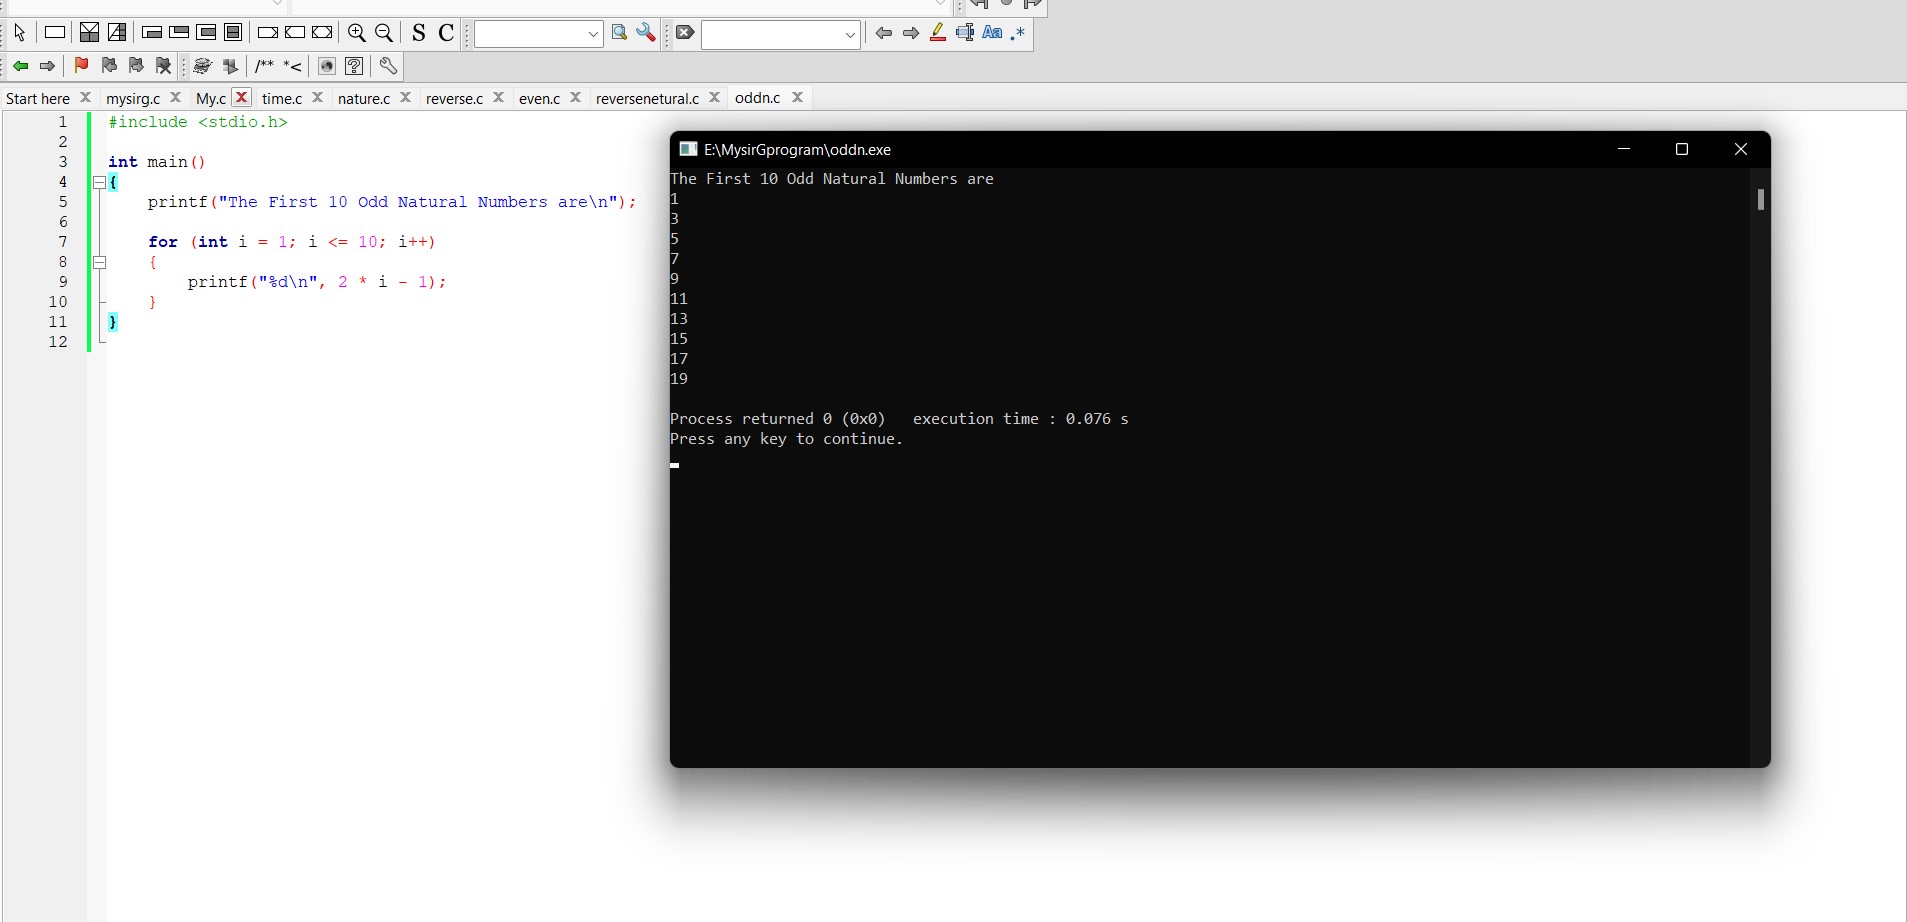 S C
Aa .*
/** *<
Start here mysirg.c My.c time.c nature.c reverse.c even.c reversenetural.c oddn.c
1 #include <stdio.h>
2
3 int main()
4 {
5 printf("The First 10 Odd Natural Numbers are\n");
6
7 for (int i = 1; i <= 10; i++)
8 {
9 printf("%d\n", 2 * i - 1);
10 }
11 }
12
E:\MysirGprogram\oddn.exe
The First 10 Odd Natural Numbers are
1
3
5
7
9
11
13
15
17
19
Process returned 0 (0x0) execution time : 0.076 s
Press any key to continue.